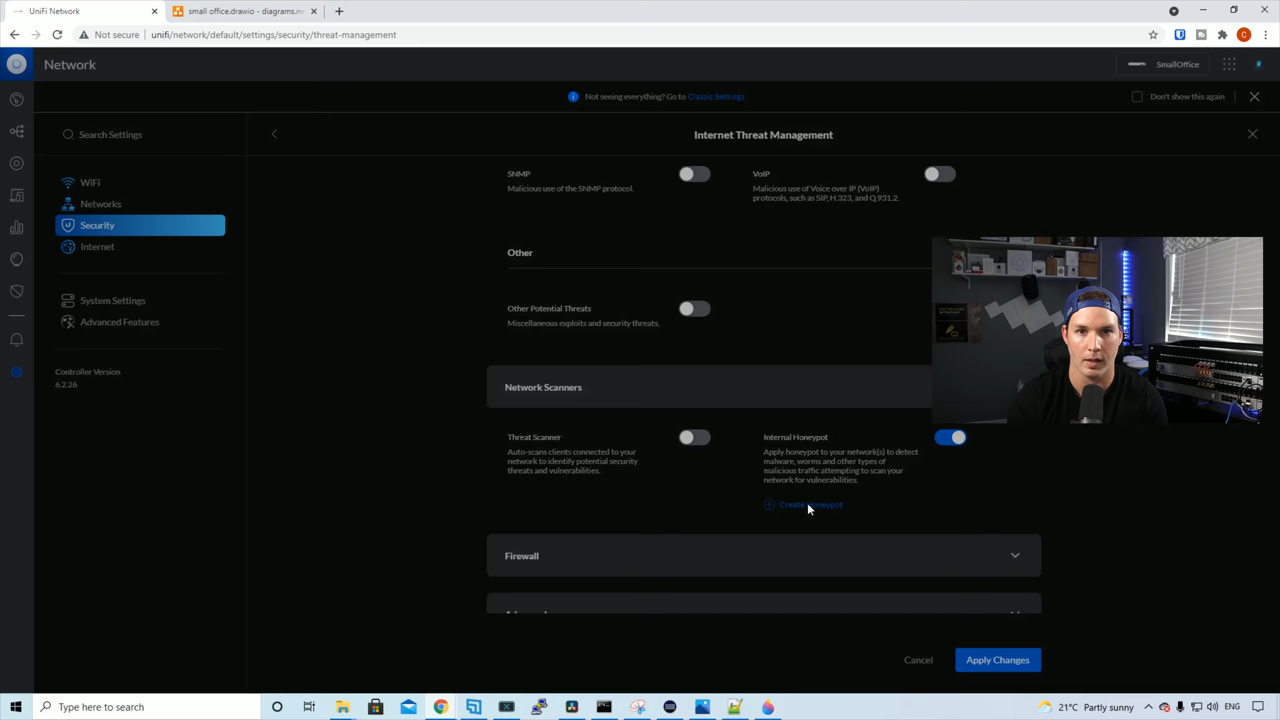 UniFi Network
small office.drawio - diagrams.ne
Not secure
unifi/network/default/settings/security/threat-management
C
Network
SmallOffice
Not seeing everything? Go to Classic Settings
Don't show this again
Search Settings
Internet Threat Management
WiFi
Networks
Security
Internet
System Settings
Advanced Features
Controller Version
6.2.26
SNMP
Malicious use of the SNMP protocol.
VoIP
Malicious use of Voice over IP (VoIP)
protocols, such as SIP, H.323, and Q.931.2.
Other
Other Potential Threats
Miscellaneous exploits and security threats.
Network Scanners
Threat Scanner
Auto-scans clients connected to your
network to identify potential security
threats and vulnerabilities.
Internal Honeypot
Apply honeypot to your network(s) to detect
malware, worms and other types of
malicious traffic attempting to scan your
network for vulnerabilities.
Create Honeypot
Firewall
Cancel
Apply Changes
Type here to search
21°C Partly sunny
ENG